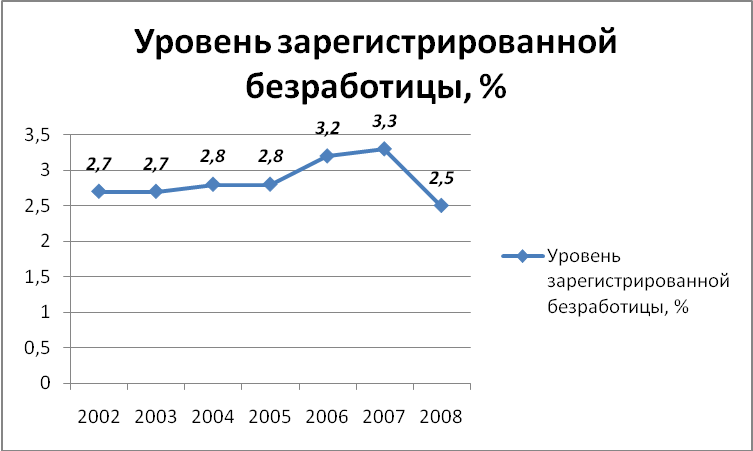 Уровень зарегистрированной
безработицы, %
3,5
3
2,5
2
1,5
1
0,5
0
2,7
2,7
2,8
2,8
3,2
3,3
2,5
2002 2003 2004 2005 2006 2007 2008
Уровень
зарегистрированной
безработицы, %